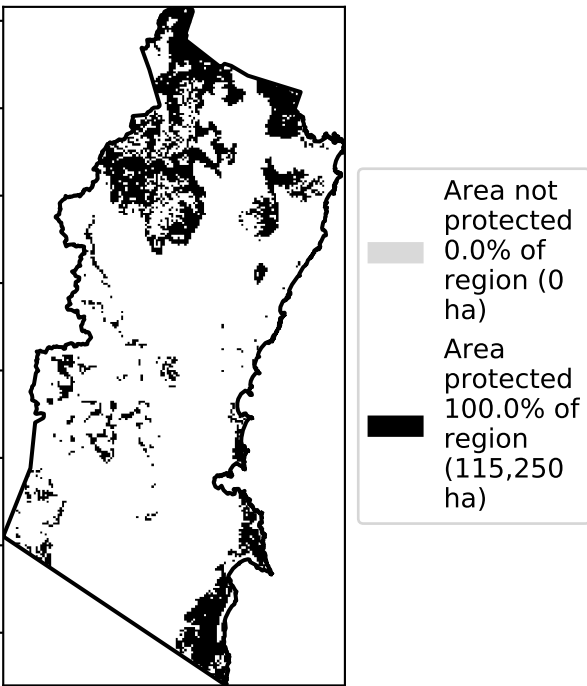 Area not
protected
0.0% of
region (0
ha)
Area
protected
100.0% of
region
(115,250
ha)